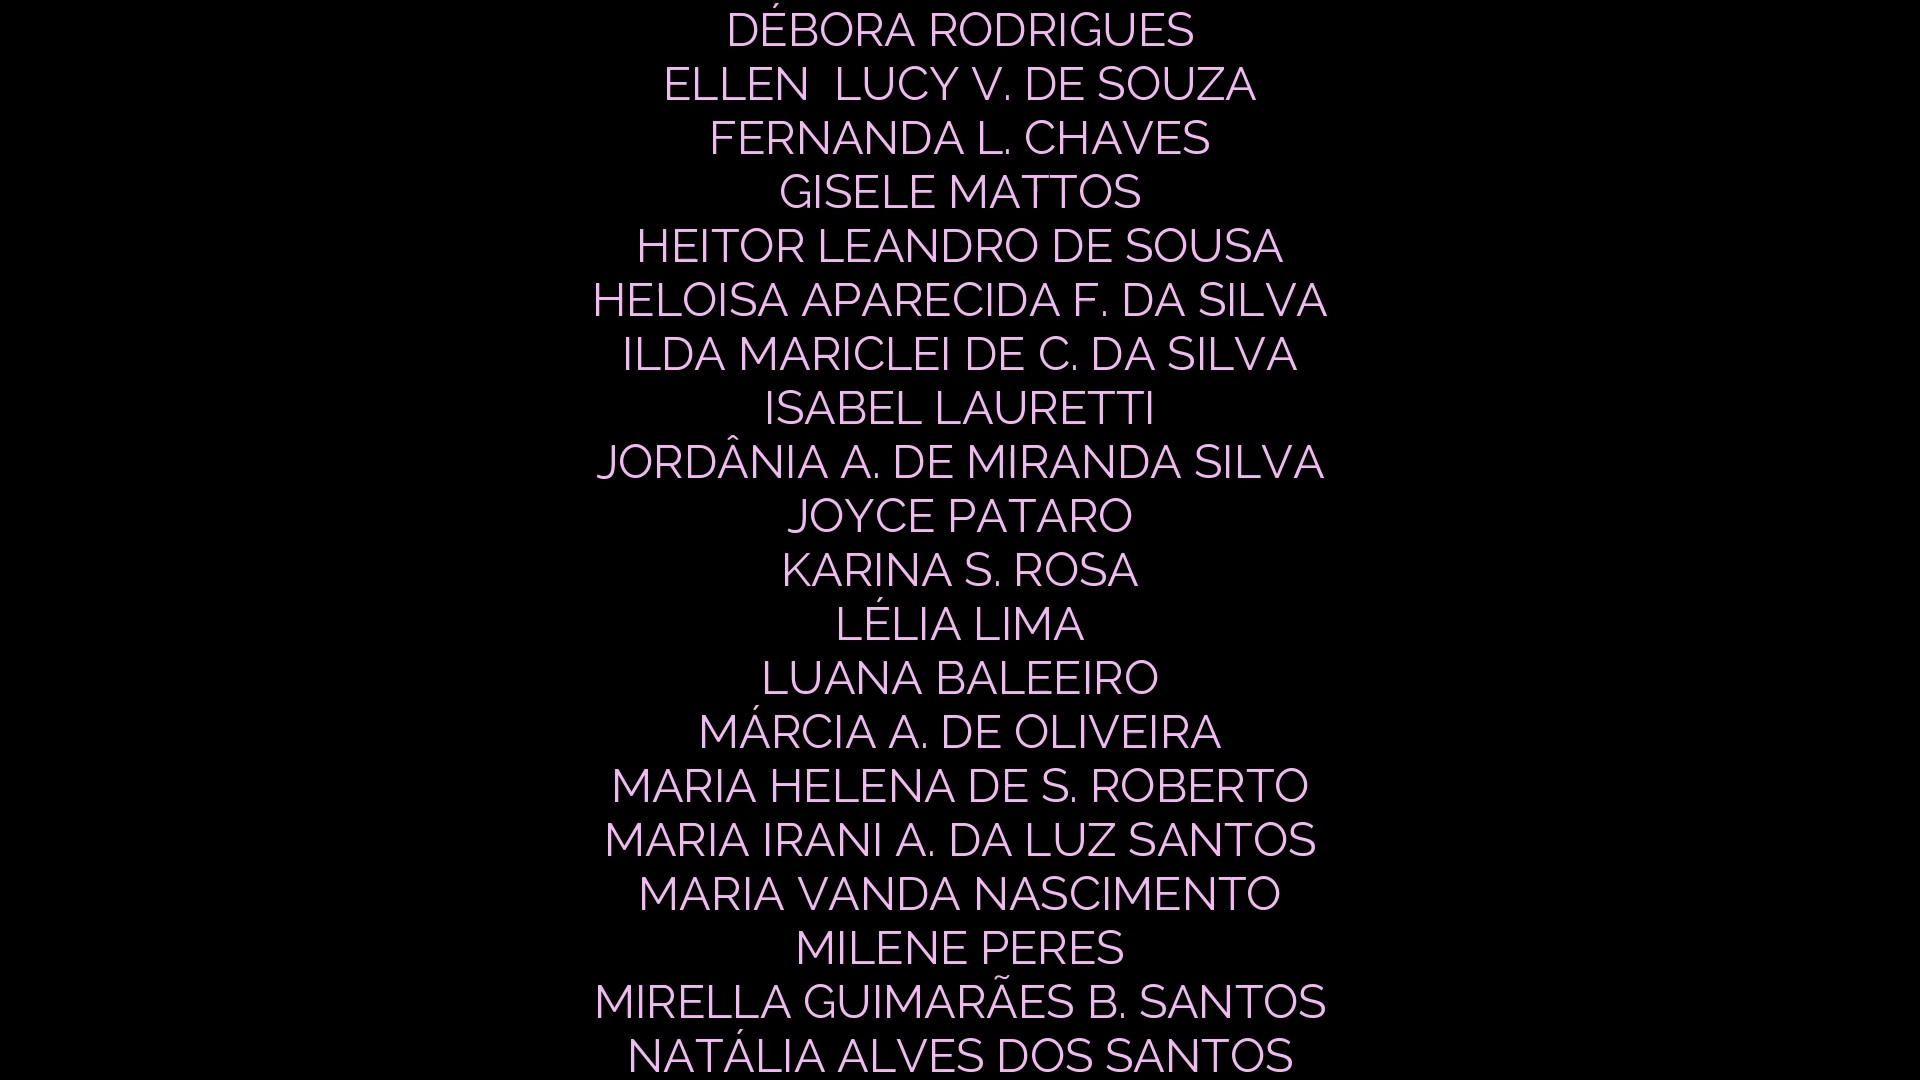 DÉBORA RODRIGUES
ELLEN  LUCY V. DE SOUZA
FERNANDA L. CHAVES
GISELE MATTOS
HEITOR LEANDRO DE SOUSA
HELOISA APARECIDA F. DA SILVA
ILDA MARICLEI DE C. DA SILVA
ISABEL LAURETTI
JORDÂNIA A. DE MIRANDA SILVA
JOYCE PATARO
KARINA S. ROSA
LÉLIA LIMA
LUANA BALEEIRO
MÁRCIA A. DE OLIVEIRA
MARIA HELENA DE S. ROBERTO
MARIA IRANI A. DA LUZ SANTOS
MARIA VANDA NASCIMENTO
MILENE PERES
MIRELLA GUIMARÃES B. SANTOS
NATÁLIA ALVES DOS SANTOS